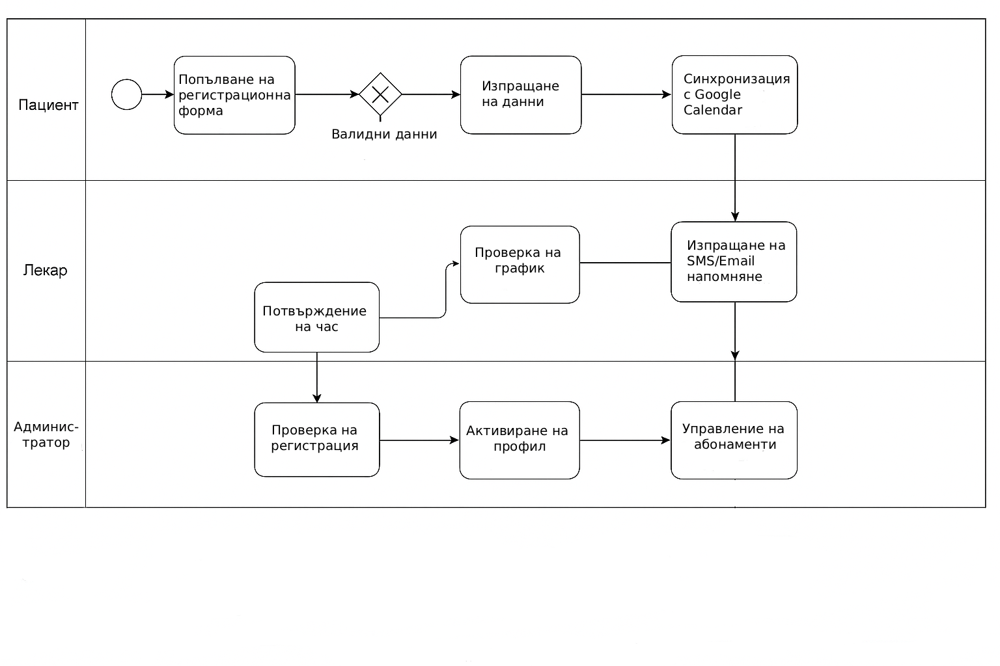 Пациент
Попълване на
регистрационна
форма
Валидни данни
Изпращане
на данни
Синхронизация
с Google
Calendar
Лекар
Потвърждение
на час
Проверка на
график
Изпращане на
SMS/Email
напомняне
Админис-
тратор
Проверка на
регистрация
Активиране на
профил
Управление на
абонаменти